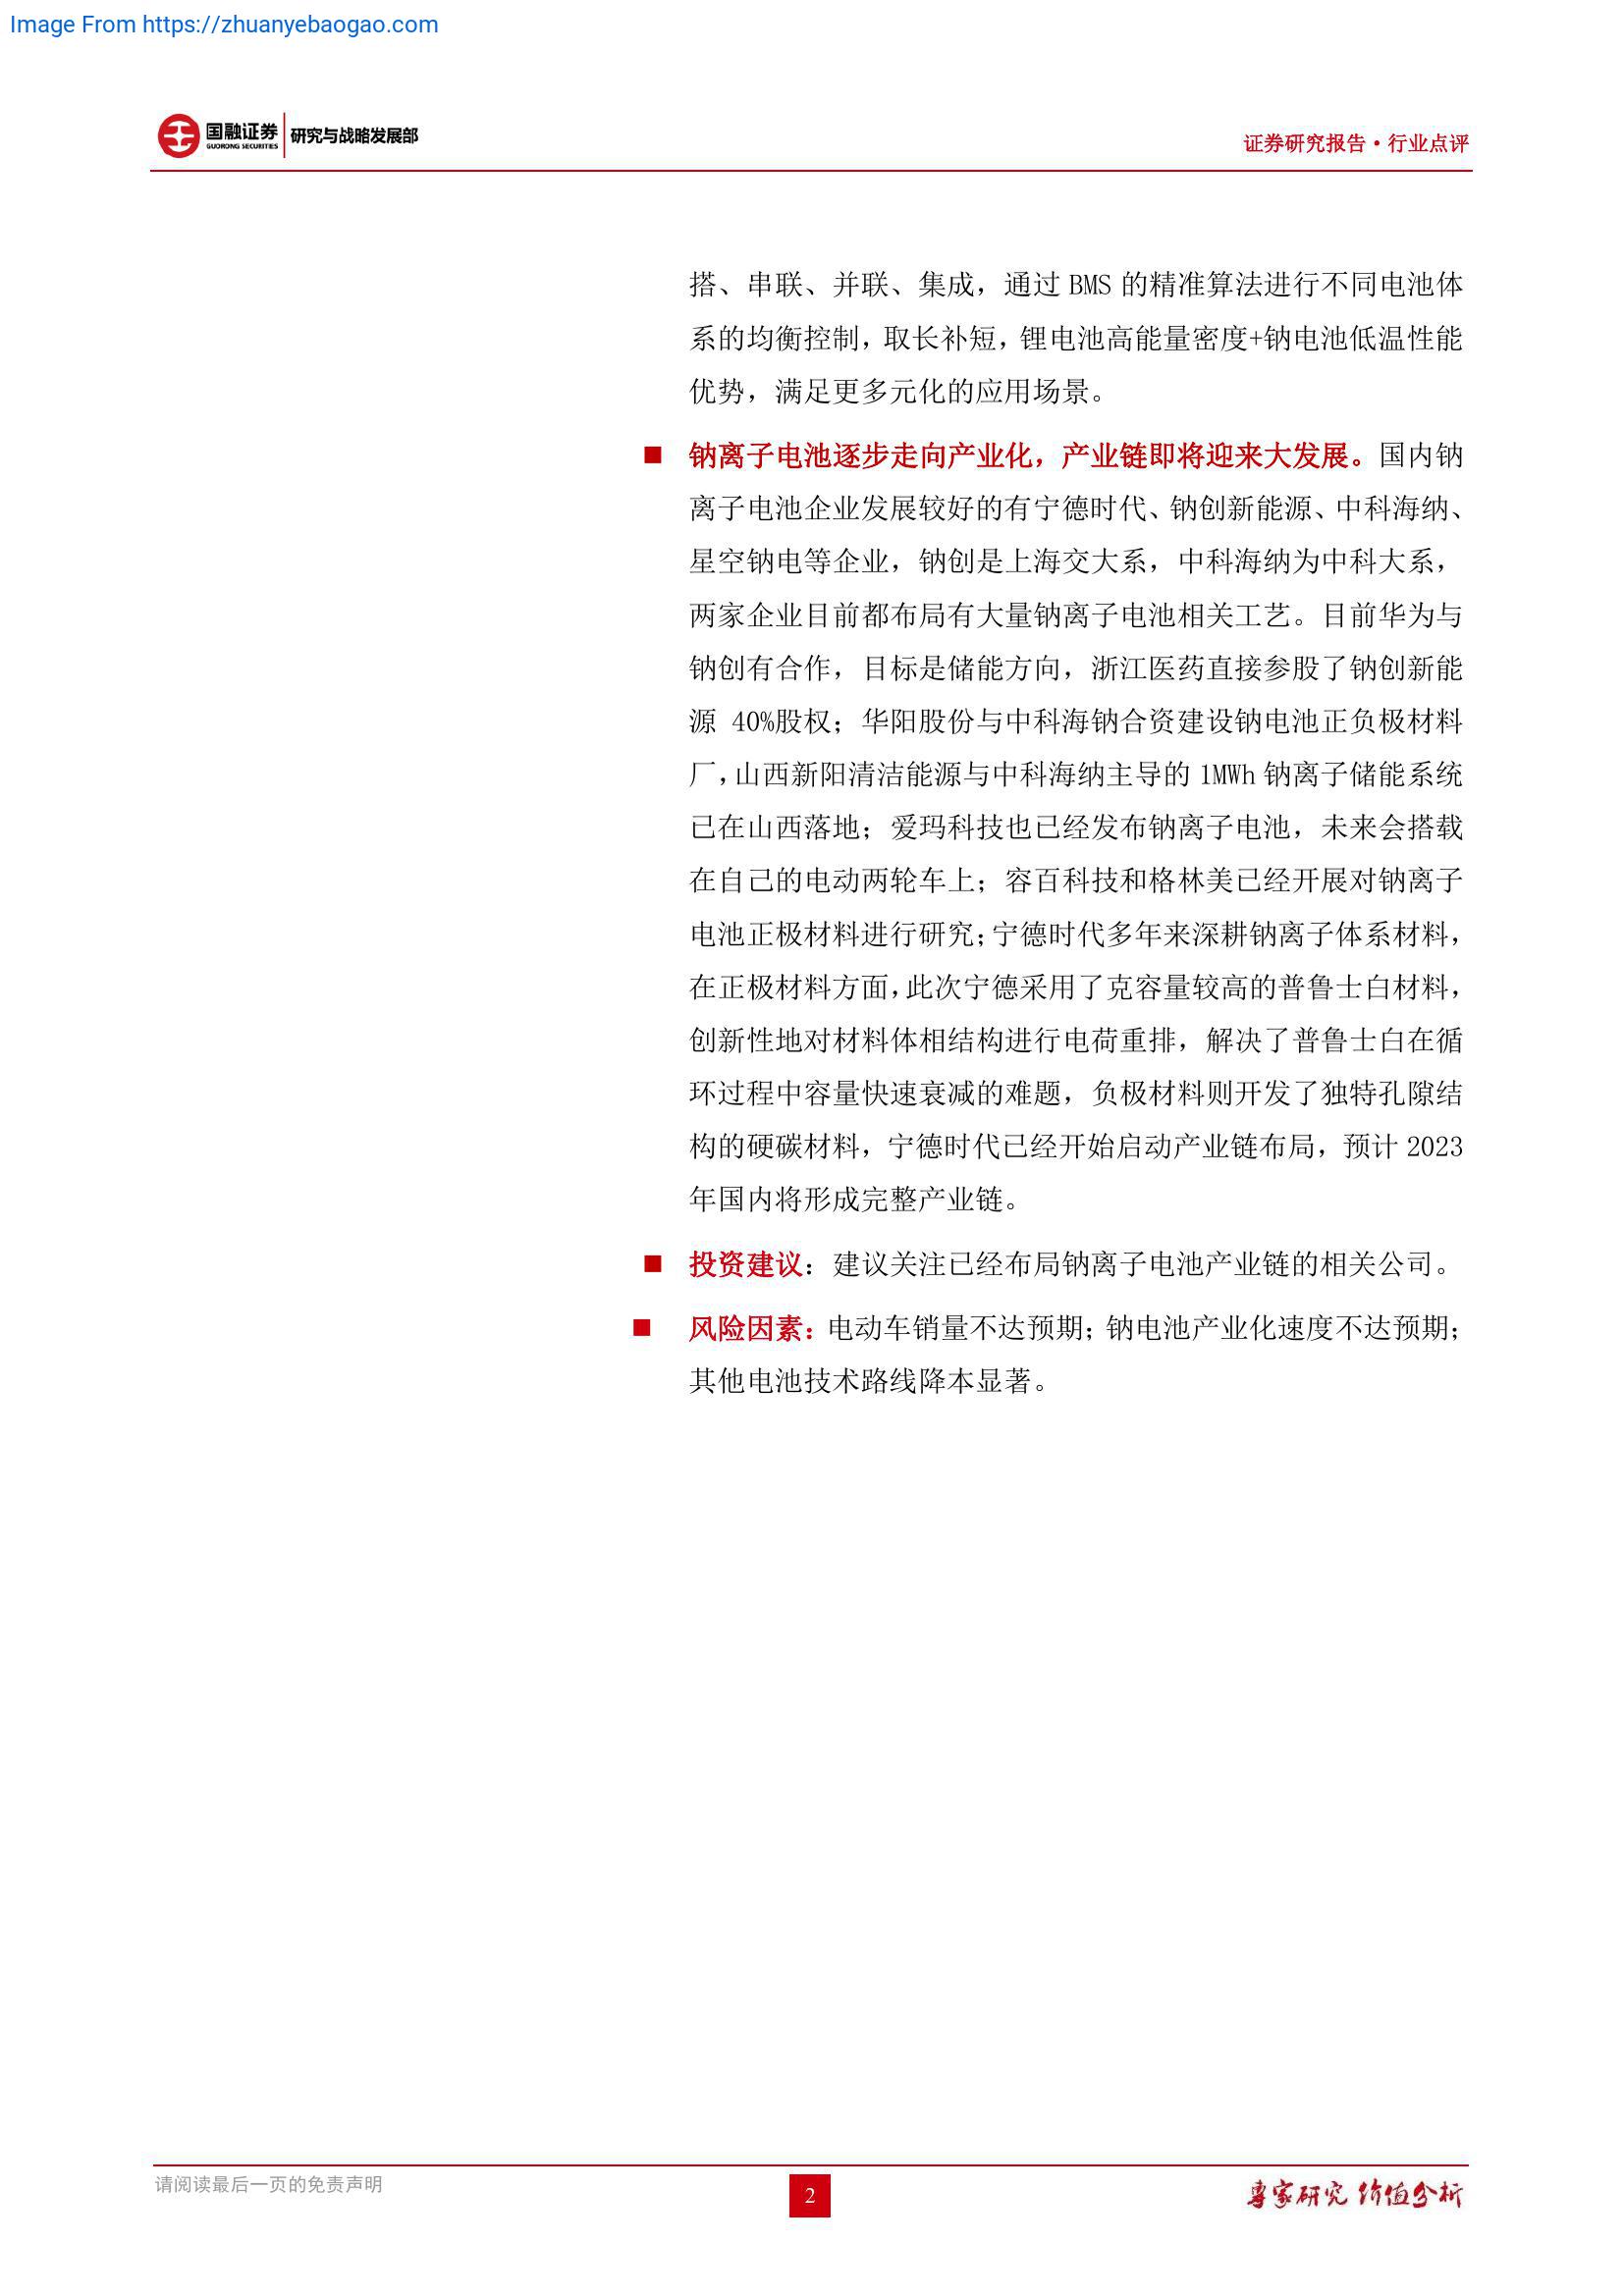 Image From https://zhuanyebaogao.com
国融证券
GUORONG SECURITIES
研究与战略发展部
证券研究报告·行业点评
搭、串联、并联、集成，通过 BMS 的精准算法进行不同电池体
系的均衡控制，取长补短，锂电池高能量密度+钠电池低温性能
优势，满足更多元化的应用场景。
■ 钠离子电池逐步走向产业化，产业链即将迎来大发展。国内钠
离子电池企业发展较好的有宁德时代、钠创新能源、中科海纳、
星空钠电等企业，钠创是上海交大系，中科海纳为中科大系，
两家企业目前都布局有大量钠离子电池相关工艺。目前华为与
钠创有合作，目标是储能方向，浙江医药直接参股了钠创新能
源 40%股权；华阳股份与中科海钠合资建设钠电池正负极材料
厂，山西新阳清洁能源与中科海纳主导的 1MWh 钠离子储能系统
已在山西落地；爱玛科技也已经发布钠离子电池，未来会搭载
在自己的电动两轮车上；容百科技和格林美已经开展对钠离子
电池正极材料进行研究；宁德时代多年来深耕钠离子体系材料，
在正极材料方面，此次宁德采用了克容量较高的普鲁士白材料，
创新性地对材料体相结构进行电荷重排，解决了普鲁士白在循
环过程中容量快速衰减的难题，负极材料则开发了独特孔隙结
构的硬碳材料，宁德时代已经开始启动产业链布局，预计 2023
年国内将形成完整产业链。
■ 投资建议：建议关注已经布局钠离子电池产业链的相关公司。
■ 风险因素：电动车销量不达预期；钠电池产业化速度不达预期；
其他电池技术路线降本显著。
请阅读最后一页的免责声明
2
專家研究 价值分析